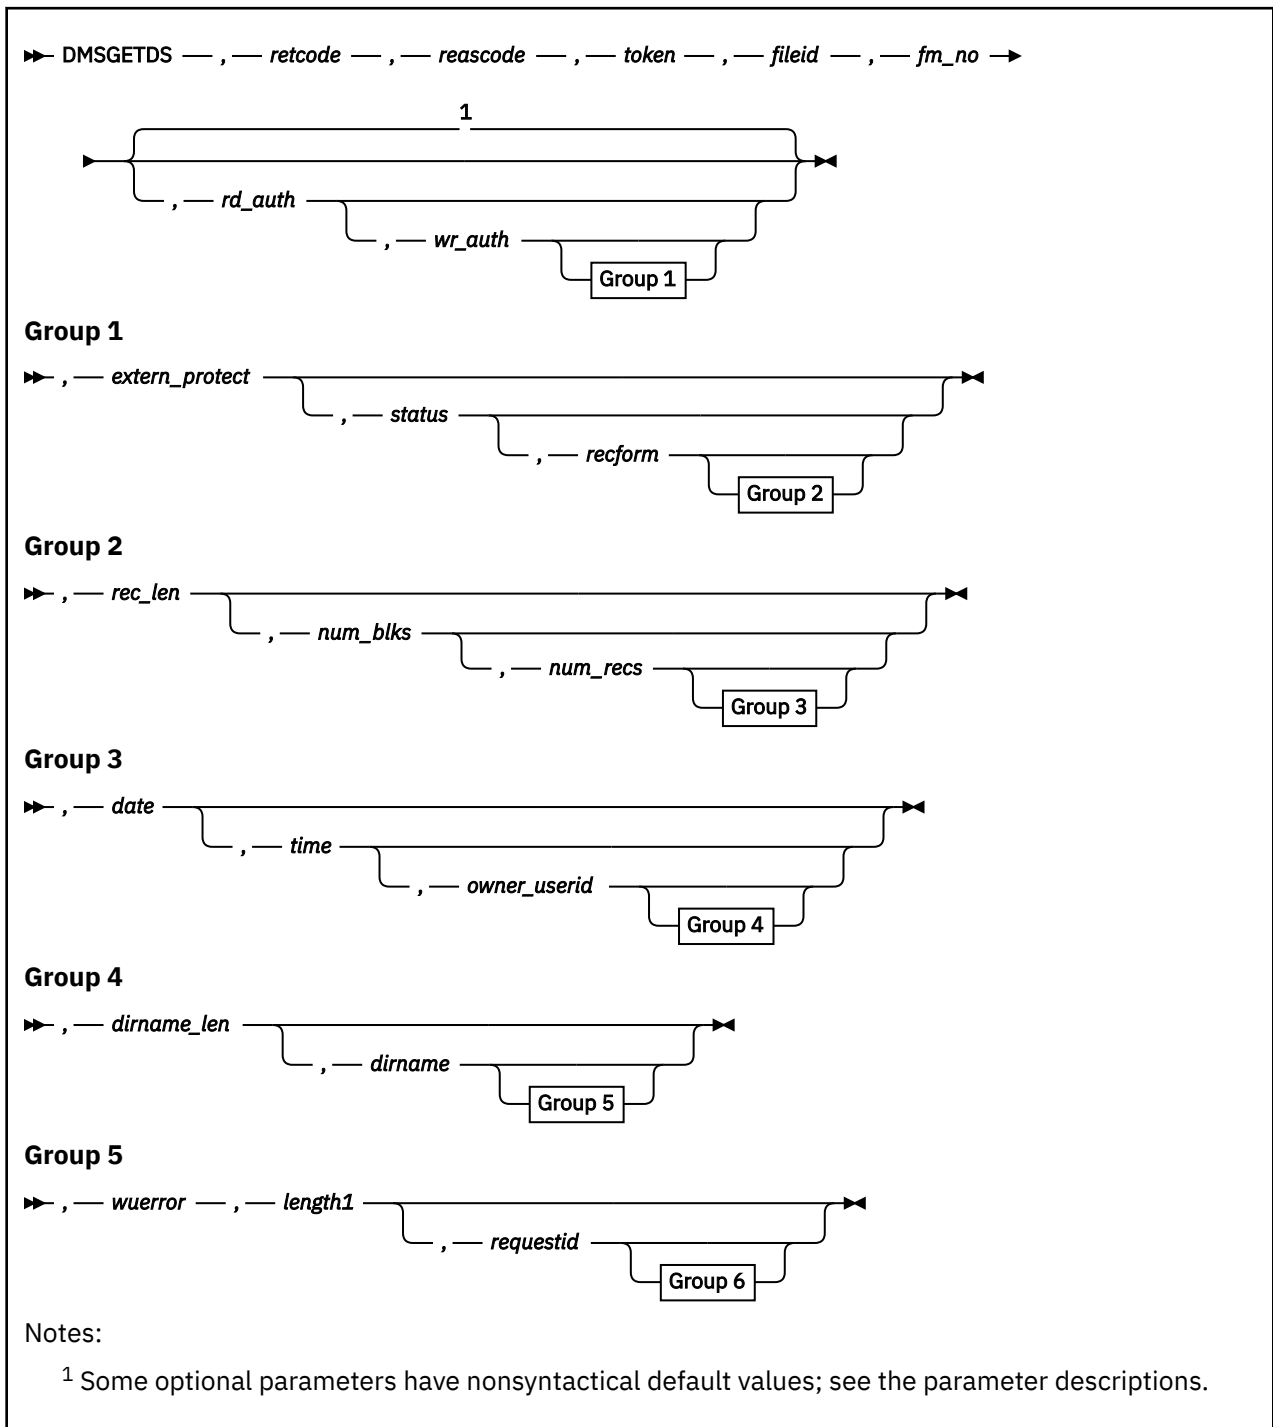 DMSGETDS , retcode , reascode , token , fileid , fm_no
1
, rd_auth
, wr_auth
Group 1
Group 1
, extern_protect
, status
, recform
Group 2
Group 2
, rec_len
, num_blks
, num_recs
Group 3
Group 3
, date
, time
, owner_userid
Group 4
Group 4
, dirname_len
, dirname
Group 5
Group 5
, wuerror , length1
, requestid
Group 6
Notes:
1 Some optional parameters have nonsyntactical default values; see the parameter descriptions.